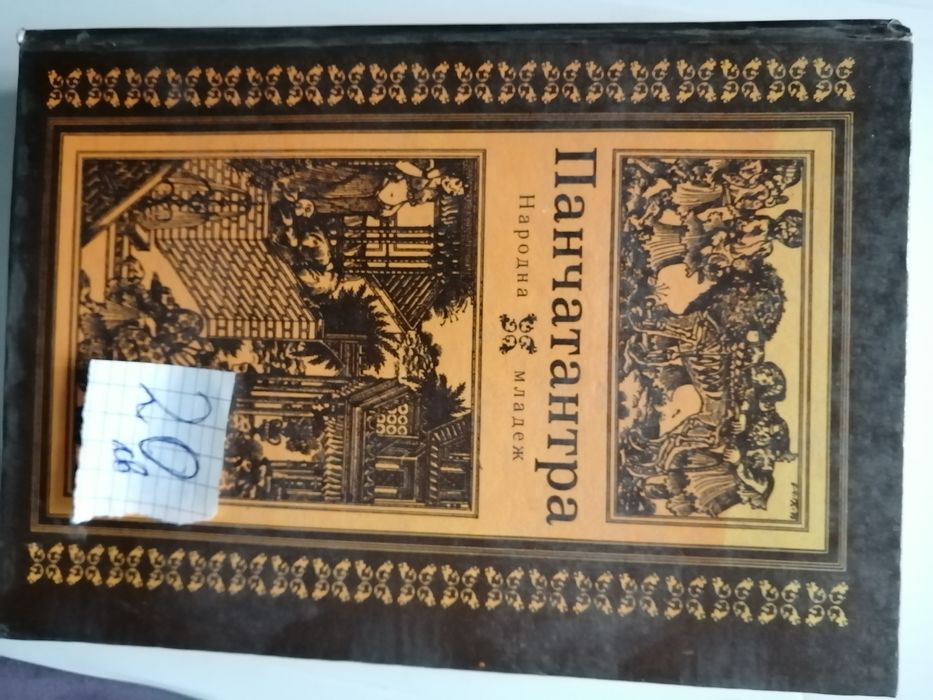 Панчатантра
Народна младеж
20
лв